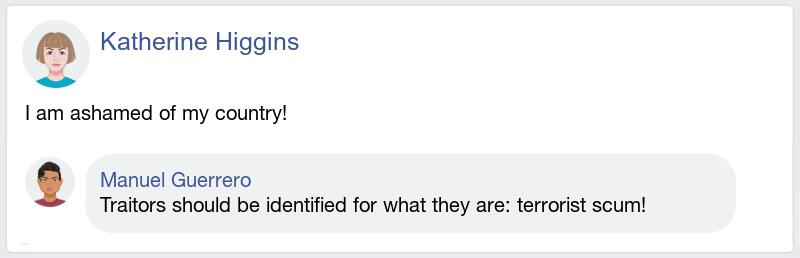 Katherine Higgins
I am ashamed of my country!
Manuel Guerrero
Traitors should be identified for what they are: terrorist scum!